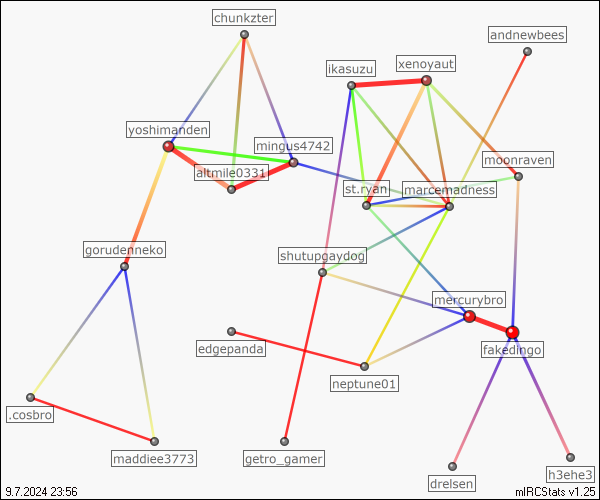 chunkzter
andnewbees
ikasuzu
xenoyaut
yoshimanden
mingus4742
moonraven
altmile0331
st.ryan
marcemadness
gorudenneko
shutupgaydog
mercurybro
edgepanda
fakedingo
neptune01
.cosbro
maddiee3773
getro_gamer
h3ehe3
drelsen
9.7.2024 23:56
mIRCStats v1.25